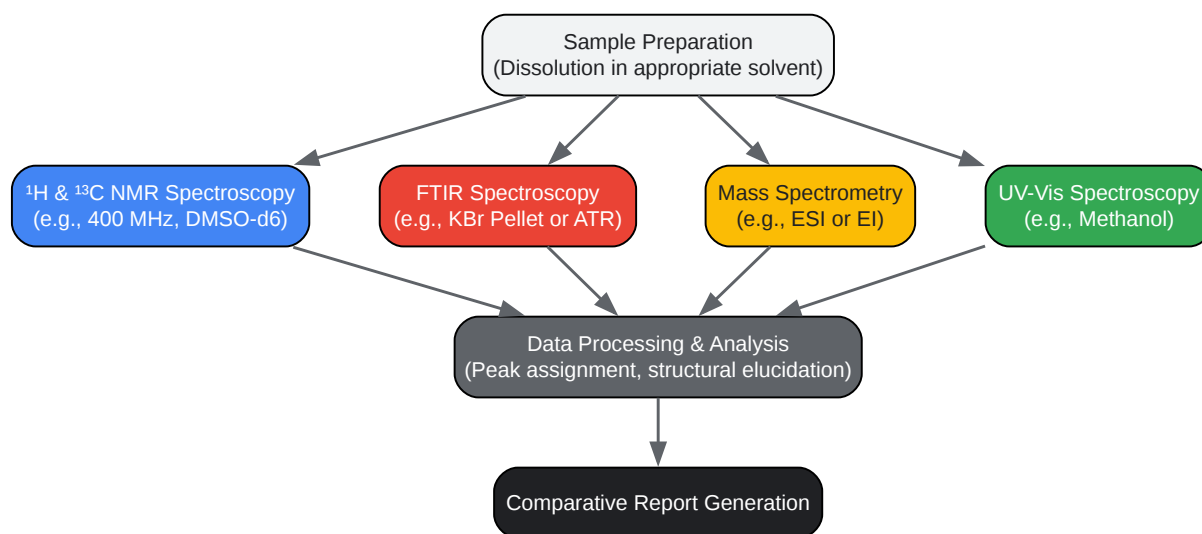 Sample Preparation
(Dissolution in appropriate solvent)
¹H & ¹³C NMR Spectroscopy
(e.g., 400 MHz, DMSO-d6)
FTIR Spectroscopy
(e.g., KBr Pellet or ATR)
Mass Spectrometry
(e.g., ESI or EI)
UV-Vis Spectroscopy
(e.g., Methanol)
Data Processing & Analysis
(Peak assignment, structural elucidation)
Comparative Report Generation